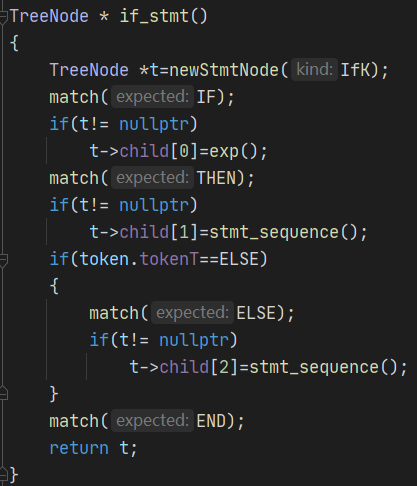 TreeNode * if_stmt()
{
    TreeNode *t=newStmtNode( kind: IfK);
    match( expected: IF);
    if(t!= nullptr)
        t->child[0]=exp();
    match( expected: THEN);
    if(t!= nullptr)
        t->child[1]=stmt_sequence();
    if(token.tokenT==ELSE)
    {
        match( expected: ELSE);
        if(t!= nullptr)
            t->child[2]=stmt_sequence();
    }
    match( expected: END);
    return t;
}